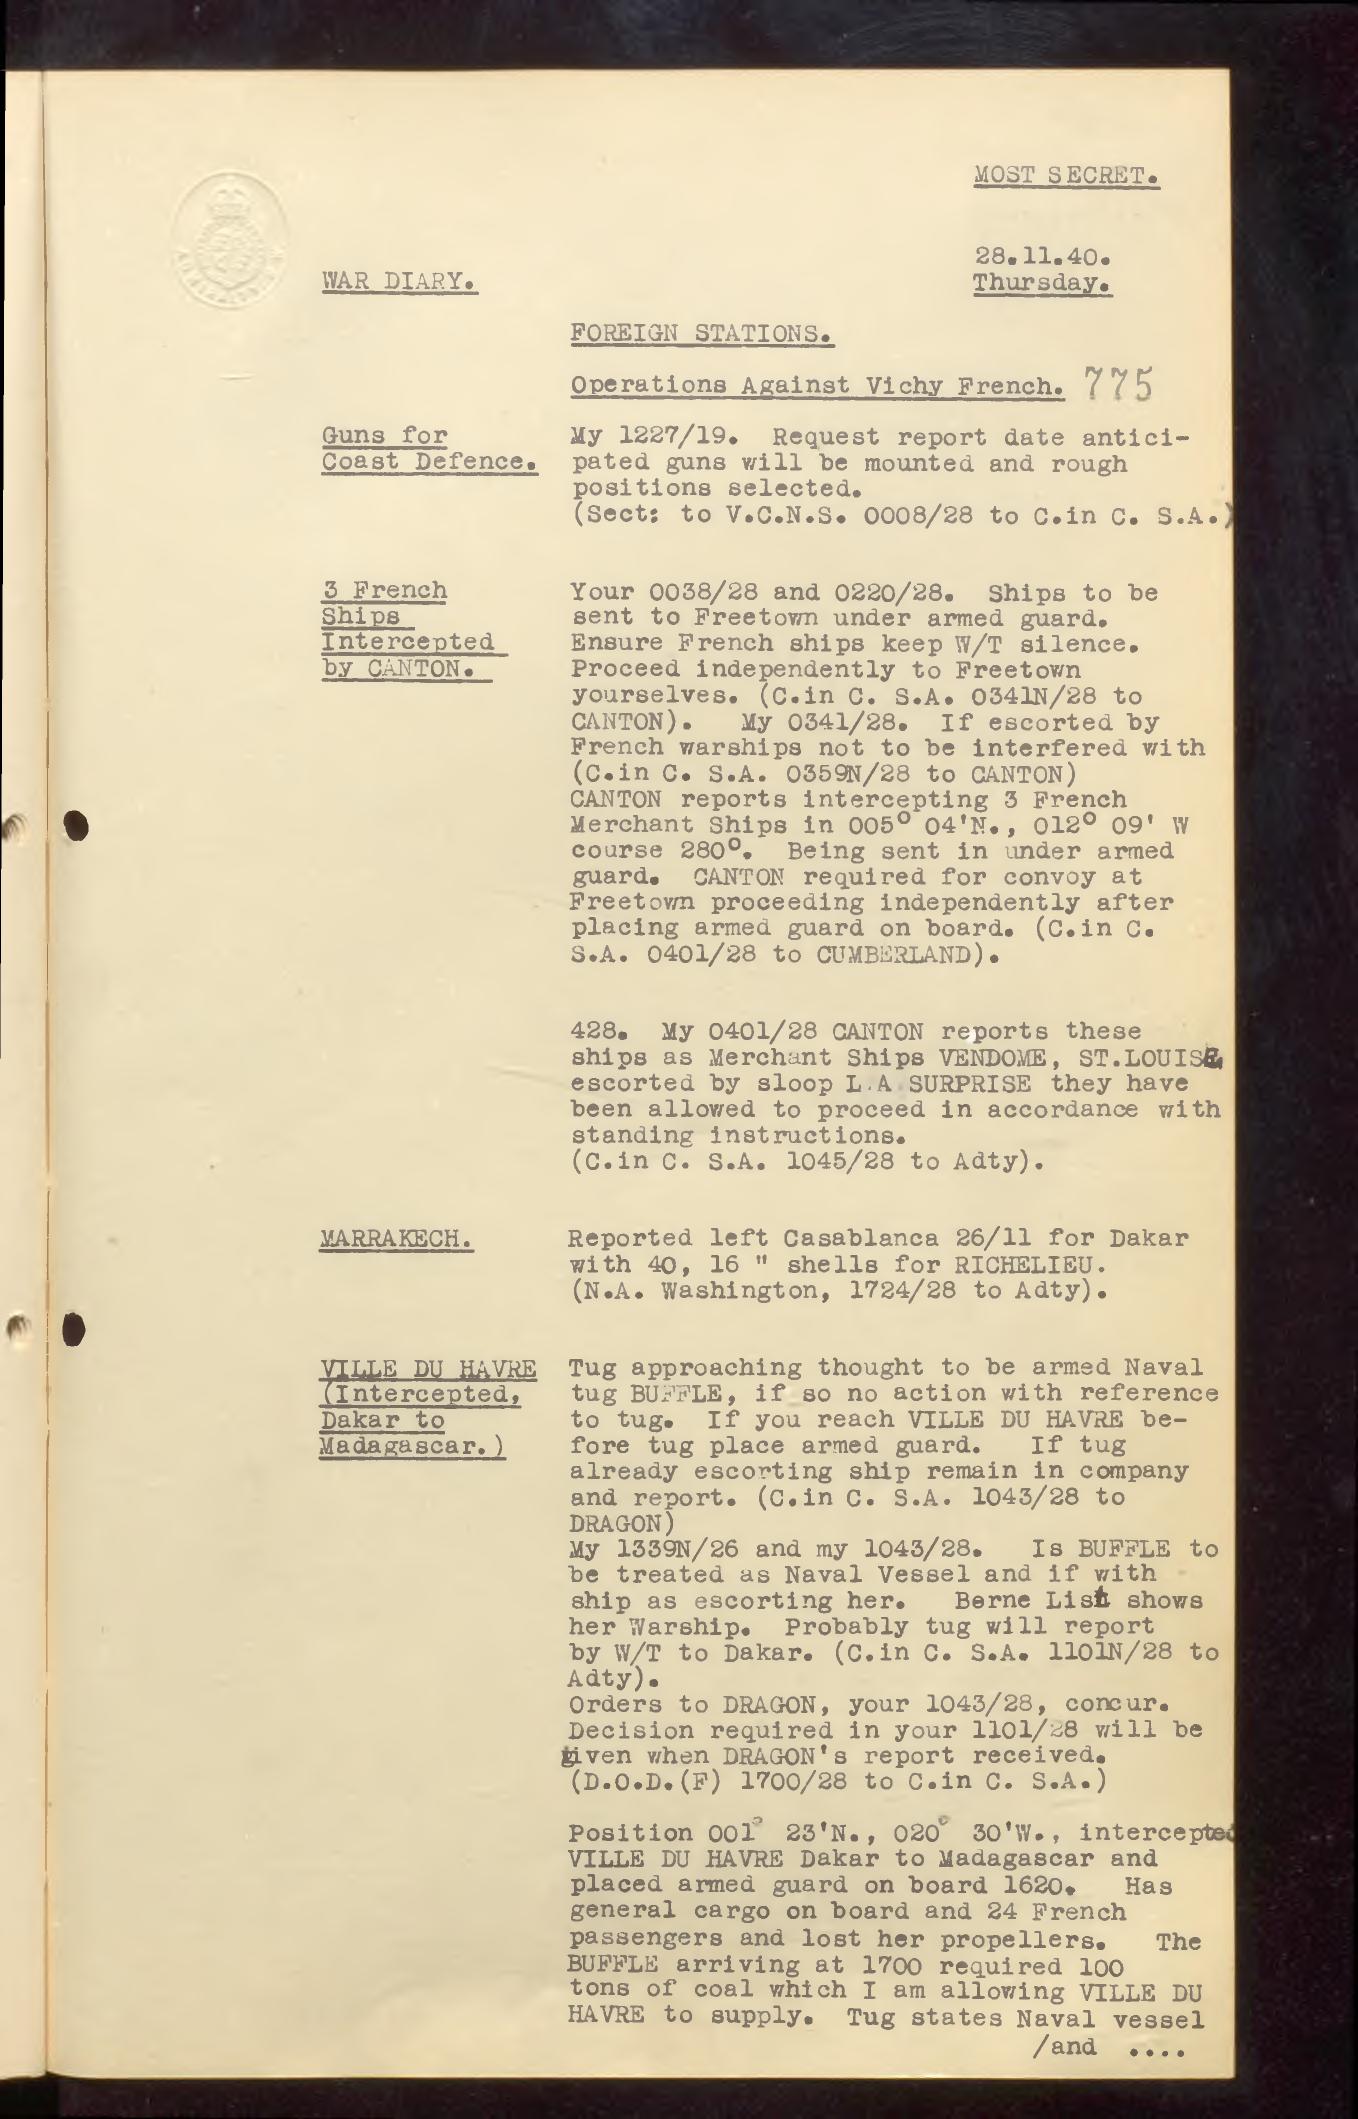 MOST SECRET.
28.11.40.
WAR DIARY.
Thursday.
FOREIGN STATIONS.
Operations Against Vichy French. 775
Guns for
Coast Defence.
My 1227/19. Request report date antici-
pated guns will be mounted and rough
positions selected.
(Sect: to V.C.N.S. 0008/28 to C.in C. S.A.)
3 French
Ships
Intercepted
by CANTON.
Your 0038/28 and 0220/28. Ships to be
sent to Freetown under armed guard.
Ensure French ships keep W/T silence.
Proceed independently to Freetown
yourselves. (C.in C. S.A. 0341N/28 to
CANTON). My 0341/28. If escorted by
French warships not to be interfered with
(C.in C. S.A. 0359N/28 to CANTON)
CANTON reports intercepting 3 French
Merchant Ships in 005° 04'N., 012° 09' W
course 280°. Being sent in under armed
guard. CANTON required for convoy at
Freetown proceeding independently after
placing armed guard on board. (C.in C.
S.A. 0401/28 to CUMBERLAND).
428. My 0401/28 CANTON reports these
ships as Merchant Ships VENDOME, ST.LOUIS
escorted by sloop LA SURPRISE they have
been allowed to proceed in accordance with
standing instructions.
(C.in C. S.A. 1045/28 to Adty).
MARRAKECH.
Reported left Casablanca 26/11 for Dakar
with 40, 16 " shells for RICHELIEU.
(N.A. Washington, 1724/28 to Adty).
VILLE DU HAVRE
(Intercepted,
Dakar to
Madagascar.)
Tug approaching thought to be armed Naval
tug BUFFLE, if so no action with reference
to tug. If you reach VILLE DU HAVRE be-
fore tug place armed guard. If tug
already escorting ship remain in company
and report. (C.in C. S.A. 1043/28 to
DRAGON)
My 1339N/26 and my 1043/28. Is BUFFLE to
be treated as Naval Vessel and if with
ship as escorting her. Berne List shows
her Warship. Probably tug will report
by W/T to Dakar. (C.in C. S.A. 1101N/28 to
Adty).
Orders to DRAGON, your 1043/28, concur.
Decision required in your 1101/28 will be
given when DRAGON's report received.
(D.O.D.(F) 1700/28 to C.in C. S.A.)
Position 001° 23'N., 020° 30'W., intercepted
VILLE DU HAVRE Dakar to Madagascar and
placed armed guard on board 1620. Has
general cargo on board and 24 French
passengers and lost her propellers. The
BUFFLE arriving at 1700 required 100
tons of coal which I am allowing VILLE DU
HAVRE to supply. Tug states Naval vessel
/and ....